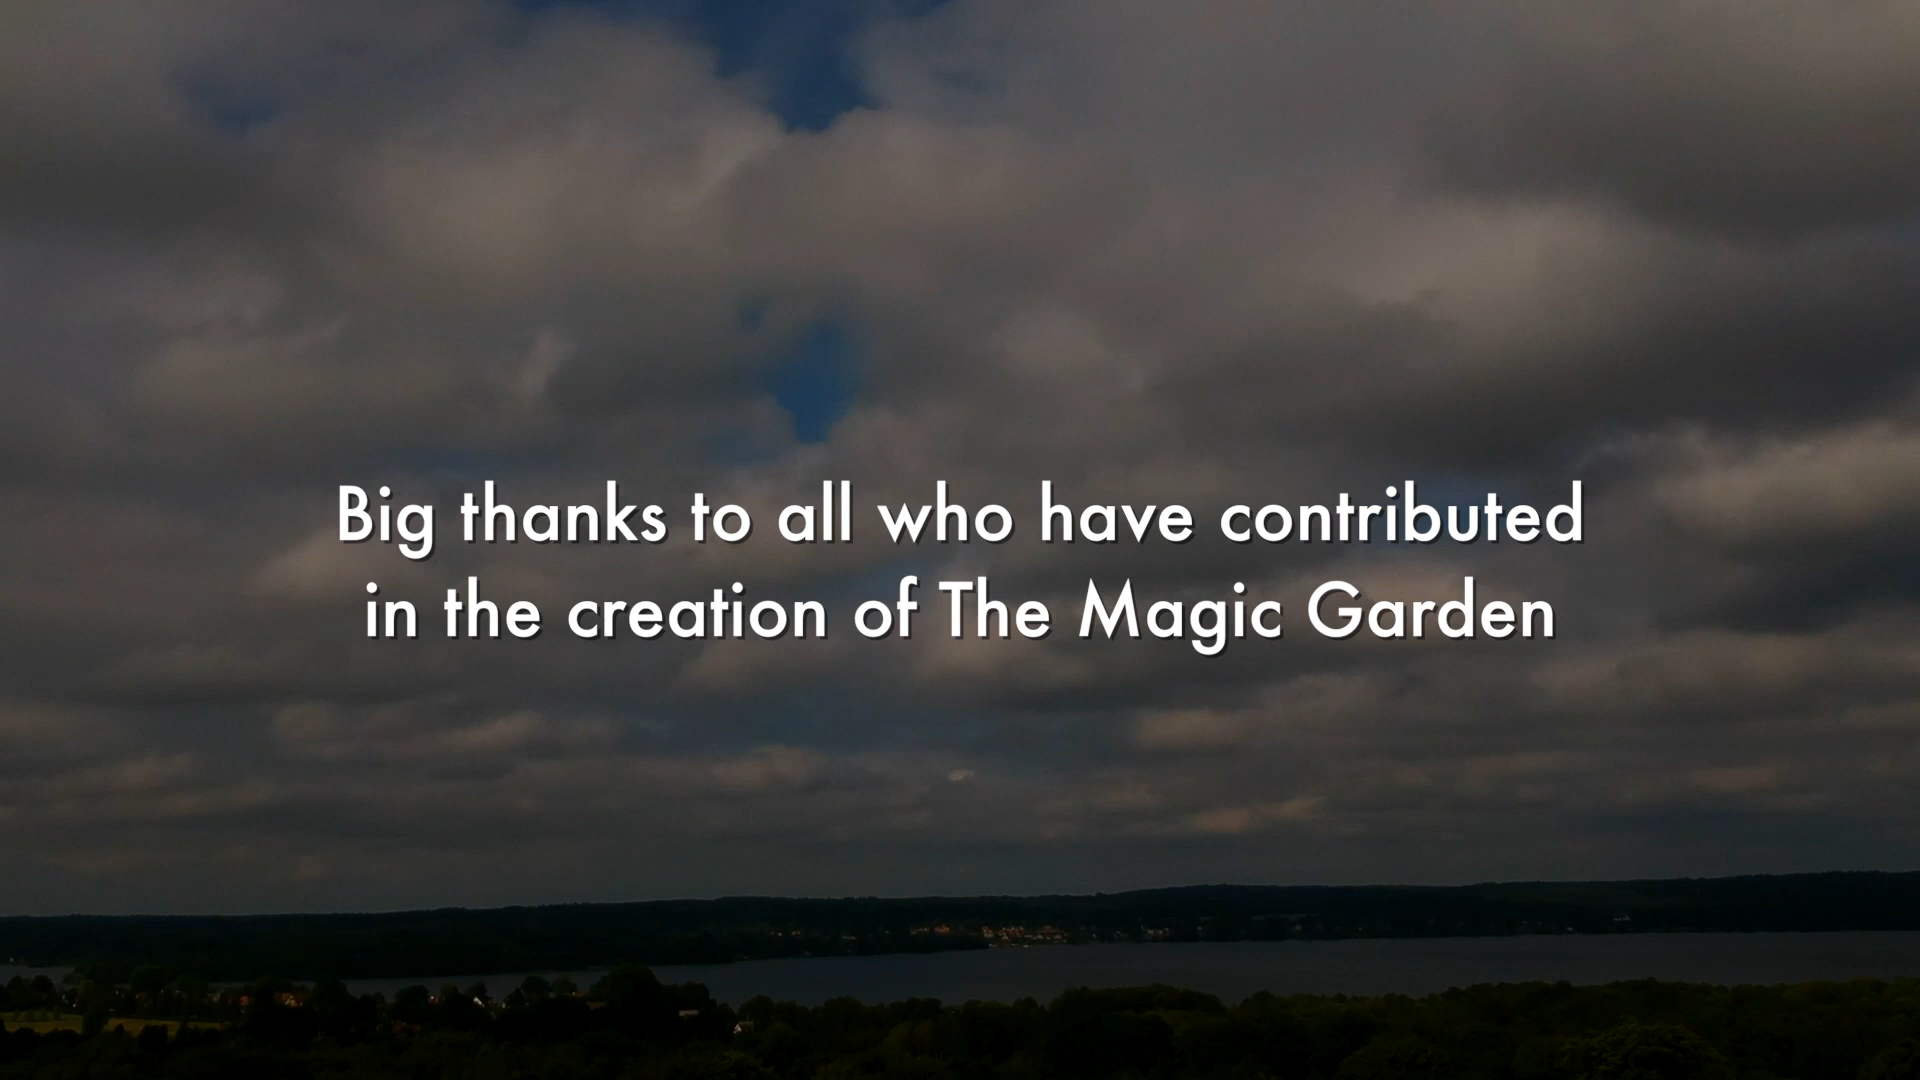 Big thanks to all who have contributed
in the creation of The Magic Garden